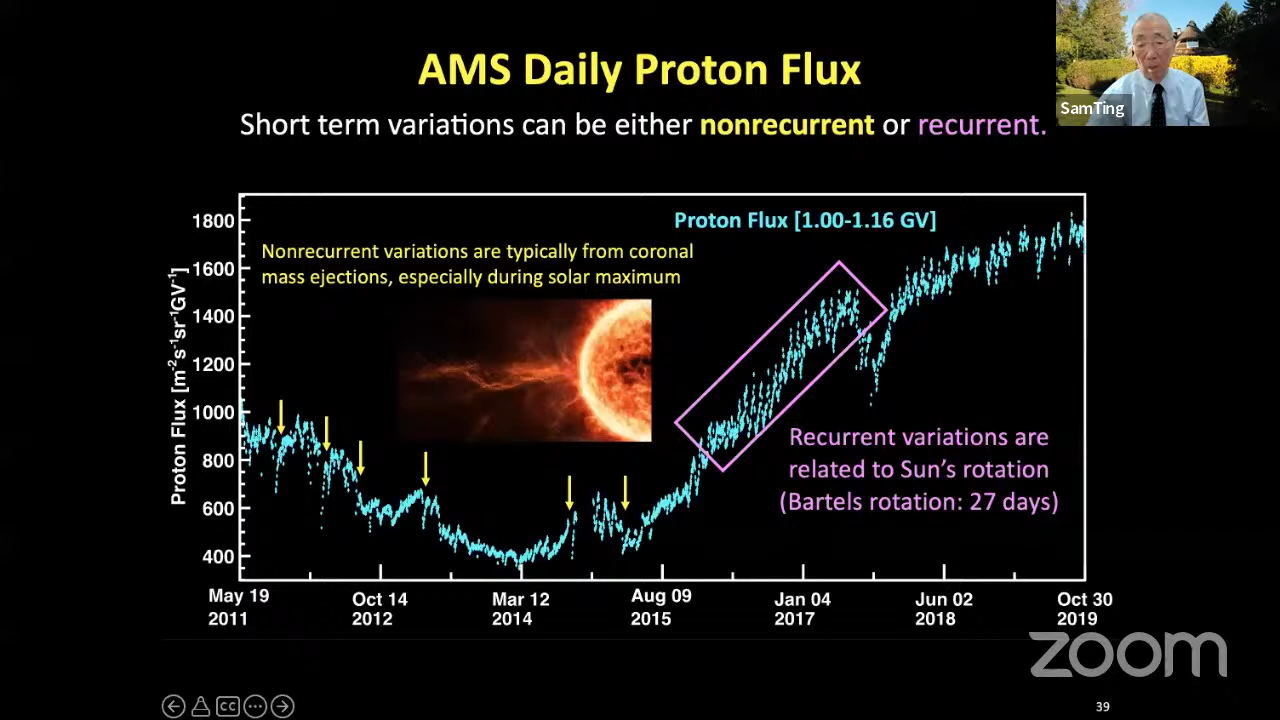 AMS Daily Proton Flux
SamTing
Short term variations can be either nonrecurrent or recurrent.
Proton Flux [1.00-1.16 GV]
Nonrecurrent variations are typically from coronal
mass ejections, especially during solar maximum
Proton Flux [m⁻²s⁻¹sr⁻¹GV⁻¹]
1800
1600
1400
1200
1000
800
600
400
Recurrent variations are
related to Sun's rotation
(Bartels rotation: 27 days)
May 19 Oct 14 Mar 12 Aug 09 Jan 04 Jun 02 Oct 30
2011 2012 2014 2015 2017 2018 2019
zoom
CC
39